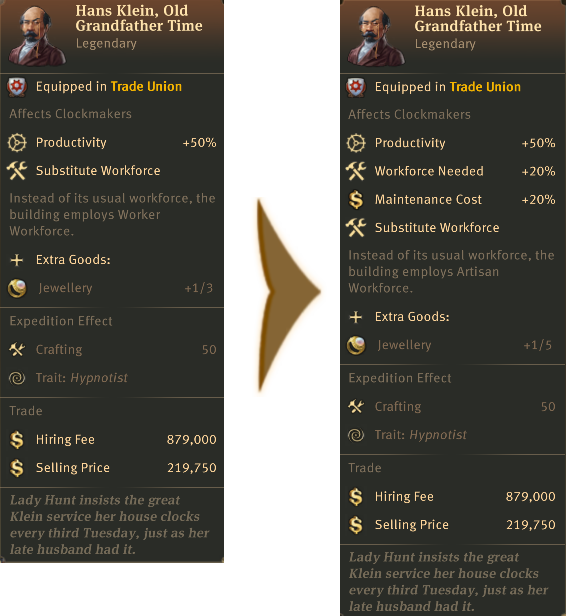 Hans Klein, Old
Grandfather Time
Legendary
Equipped in Trade Union
Affects Clockmakers
Productivity +50%
Substitute Workforce
Instead of its usual workforce, the
building employs Worker
Workforce.
Extra Goods:
Jewellery +1/3
Expedition Effect
Crafting 50
Trait: Hypnotist
Trade
Hiring Fee 879,000
Selling Price 219,750
Lady Hunt insists the great
Klein service her house clocks
every third Tuesday, just as her
late husband had it.
Hans Klein, Old
Grandfather Time
Legendary
Equipped in Trade Union
Affects Clockmakers
Productivity +50%
Workforce Needed +20%
Maintenance Cost +20%
Substitute Workforce
Instead of its usual workforce, the
building employs Artisan
Workforce.
Extra Goods:
Jewellery +1/5
Expedition Effect
Crafting 50
Trait: Hypnotist
Trade
Hiring Fee 879,000
Selling Price 219,750
Lady Hunt insists the great
Klein service her house clocks
every third Tuesday, just as her
late husband had it.